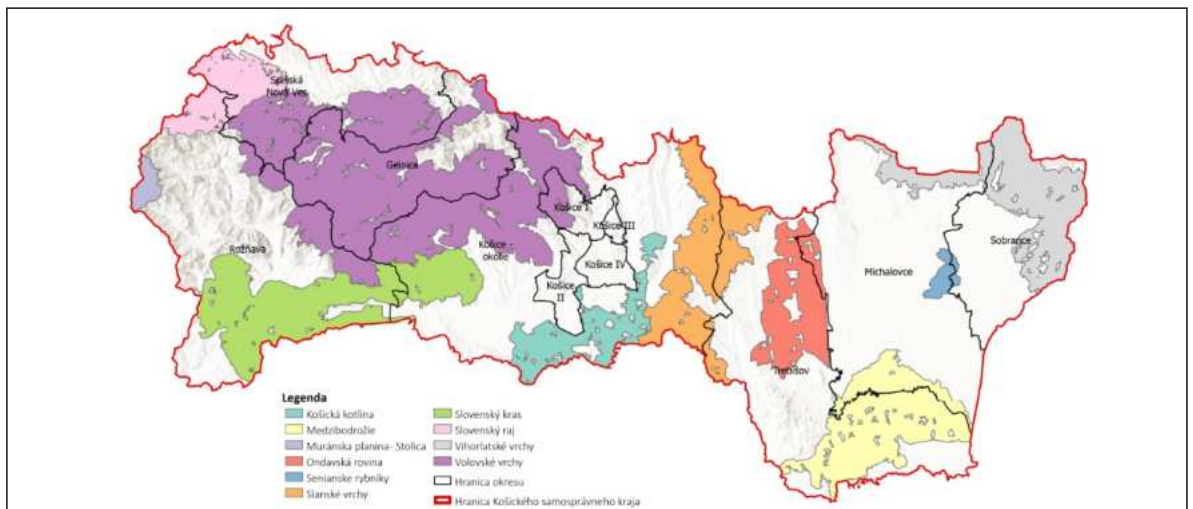 Spišská
Nová Ves
Gelnica
Košice I
Košice III
Košice -
okolie
Košice IV
Košice
II
Rožňava
Sobrance
Michalovce
Trebišov
Legenda
Košická kotlina
Medzibodrožie
Muránska planina- Stolica
Ondavská rovina
Senianske rybníky
Slanské vrchy
Slovenský kras
Slovenský raj
Vihorlatské vrchy
Volovské vrchy
Hranica okresu
Hranica Košického samosprávneho kraja